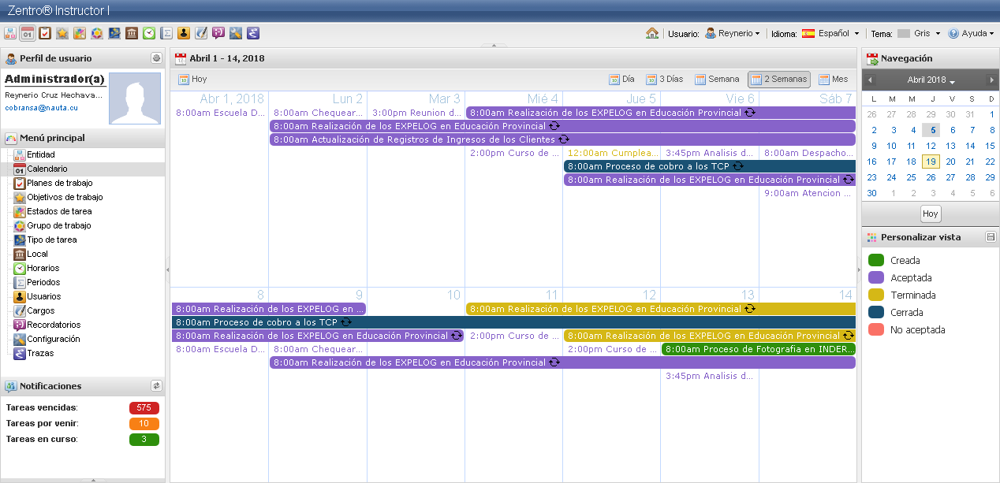 Zentro® Instructor |
Usuario: Reynerio Idioma: Español Tema: Gris Ayuda
Perfil de usuario
Administrador(a)
Reynerio Cruz Hechava...
cobransa@nauta.cu
Menú principal
Entidad
Calendario
Planes de trabajo
Objetivos de trabajo
Estados de tarea
Grupo de trabajo
Tipo de tarea
Local
Horarios
Periodos
Usuarios
Cargos
Recordatorios
Configuración
Trazas
Notificaciones
Tareas vencidas: 575
Tareas por venir: 10
Tareas en curso: 3
Abril 1 - 14, 2018
Hoy Día 3 Días Semana 2 Semanas Mes
Abr 1, 2018 Lun 2 Mar 3 Mié 4 Jue 5 Vie 6 Sáb 7
8:00am Escuela D... 8:00am Chequear... 3:00pm Reunion d... 8:00am Realización de los EXPELOG en Educación Provincial
8:00am Realización de los EXPELOG en Educación Provincial
8:00am Actualización de Registros de Ingresos de los Clientes
2:00pm Curso de ... 12:00am Cumplea... 3:45pm Analisis d... 8:00am Despacho...
8:00am Proceso de cobro a los TCP
8:00am Realización de los EXPELOG en Educación Provincial
9:00am Atencion ...
8 9 10 11 12 13 14
8:00am Realización de los EXPELOG en ... 8:00am Realización de los EXPELOG en Educación Provincial
8:00am Proceso de cobro a los TCP
8:00am Realización de los EXPELOG en Educación Provincial 2:00pm Curso de ... 8:00am Realización de los EXPELOG en Educación Provincial
8:00am Escuela D... 8:00am Chequear... 2:00pm Curso de ... 8:00am Proceso de Fotografia en INDER...
8:00am Realización de los EXPELOG en Educación Provincial
3:45pm Analisis d...
Navegación
Abril 2018
L M M J V S D
26 27 28 29 30 31 1
2 3 4 5 6 7 8
9 10 11 12 13 14 15
16 17 18 19 20 21 22
23 24 25 26 27 28 29
30 1 2 3 4 5 6
Hoy
Personalizar vista
Creada
Aceptada
Terminada
Cerrada
No aceptada